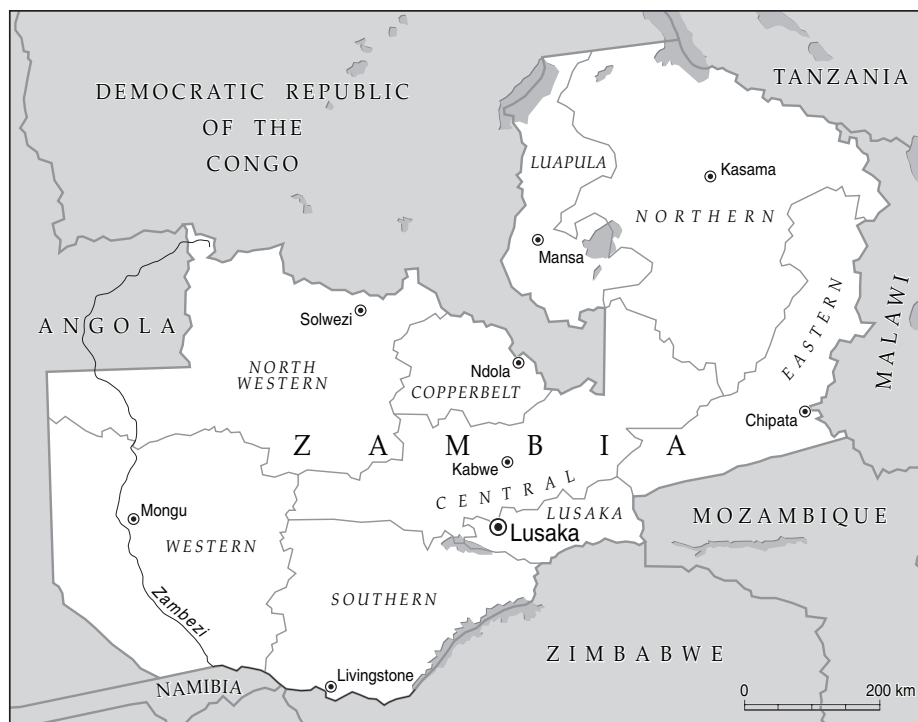 DEMOCRATIC REPUBLIC
OF THE
CONGO
TANZANIA
LUAPULA
Kasama
NORTHERN
Mansa
ANGOLA
Solwezi
MALAWI
EASTERN
NORTH
WESTERN
Ndola
COPPERBELT
Chipata
ZAMBIA
Kabwe
CENTRAL
LUSAKA
Mongu
Lusaka
MOZAMBIQUE
WESTERN
Zambezi
SOUTHERN
ZIMBABWE
Livingstone
NAMIBIA
0 200 km